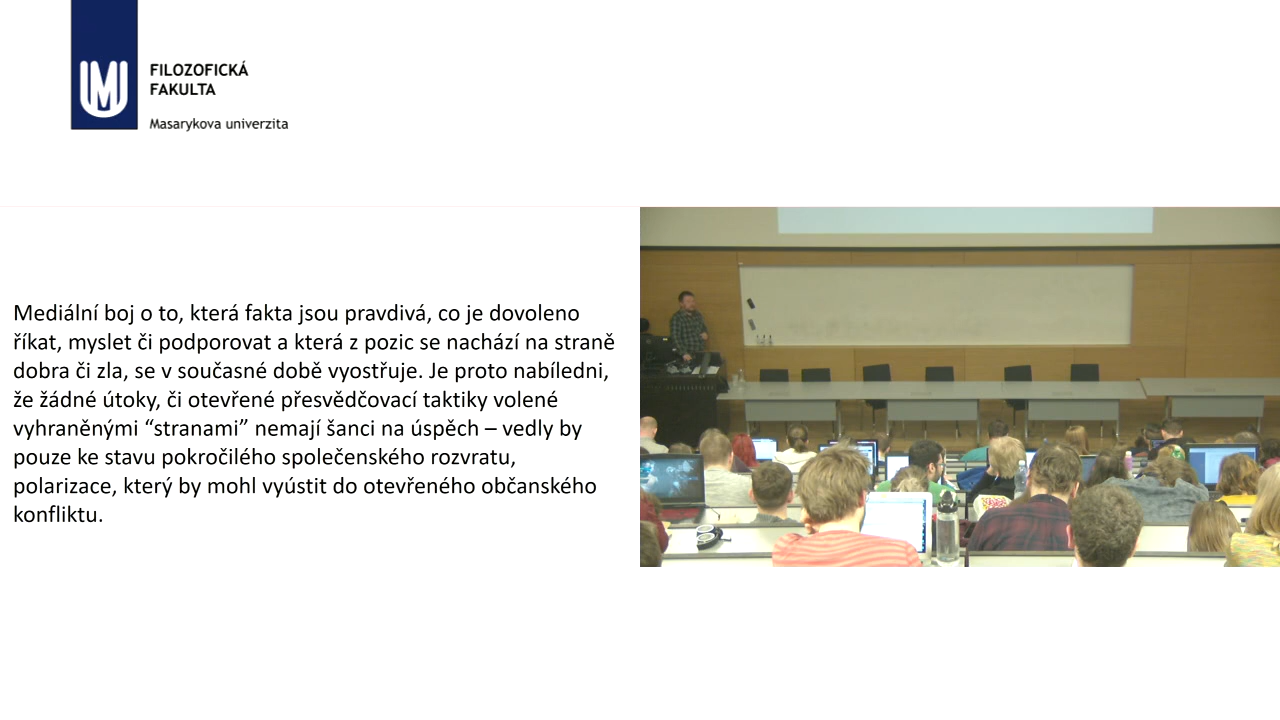 FILOZOFICKÁ
FAKULTA
Masarykova univerzita
Mediální boj o to, která fakta jsou pravdivá, co je dovoleno
říkat, myslet či podporovat a která z pozic se nachází na straně
dobra či zla, se v současné době vyostřuje. Je proto nabíledni,
že žádné útoky, či otevřené přesvědčovací taktiky volené
vyhraněnými “stranami” nemají šanci na úspěch – vedly by
pouze ke stavu pokročilého společenského rozvratu,
polarizace, který by mohl vyústit do otevřeného občanského
konfliktu.